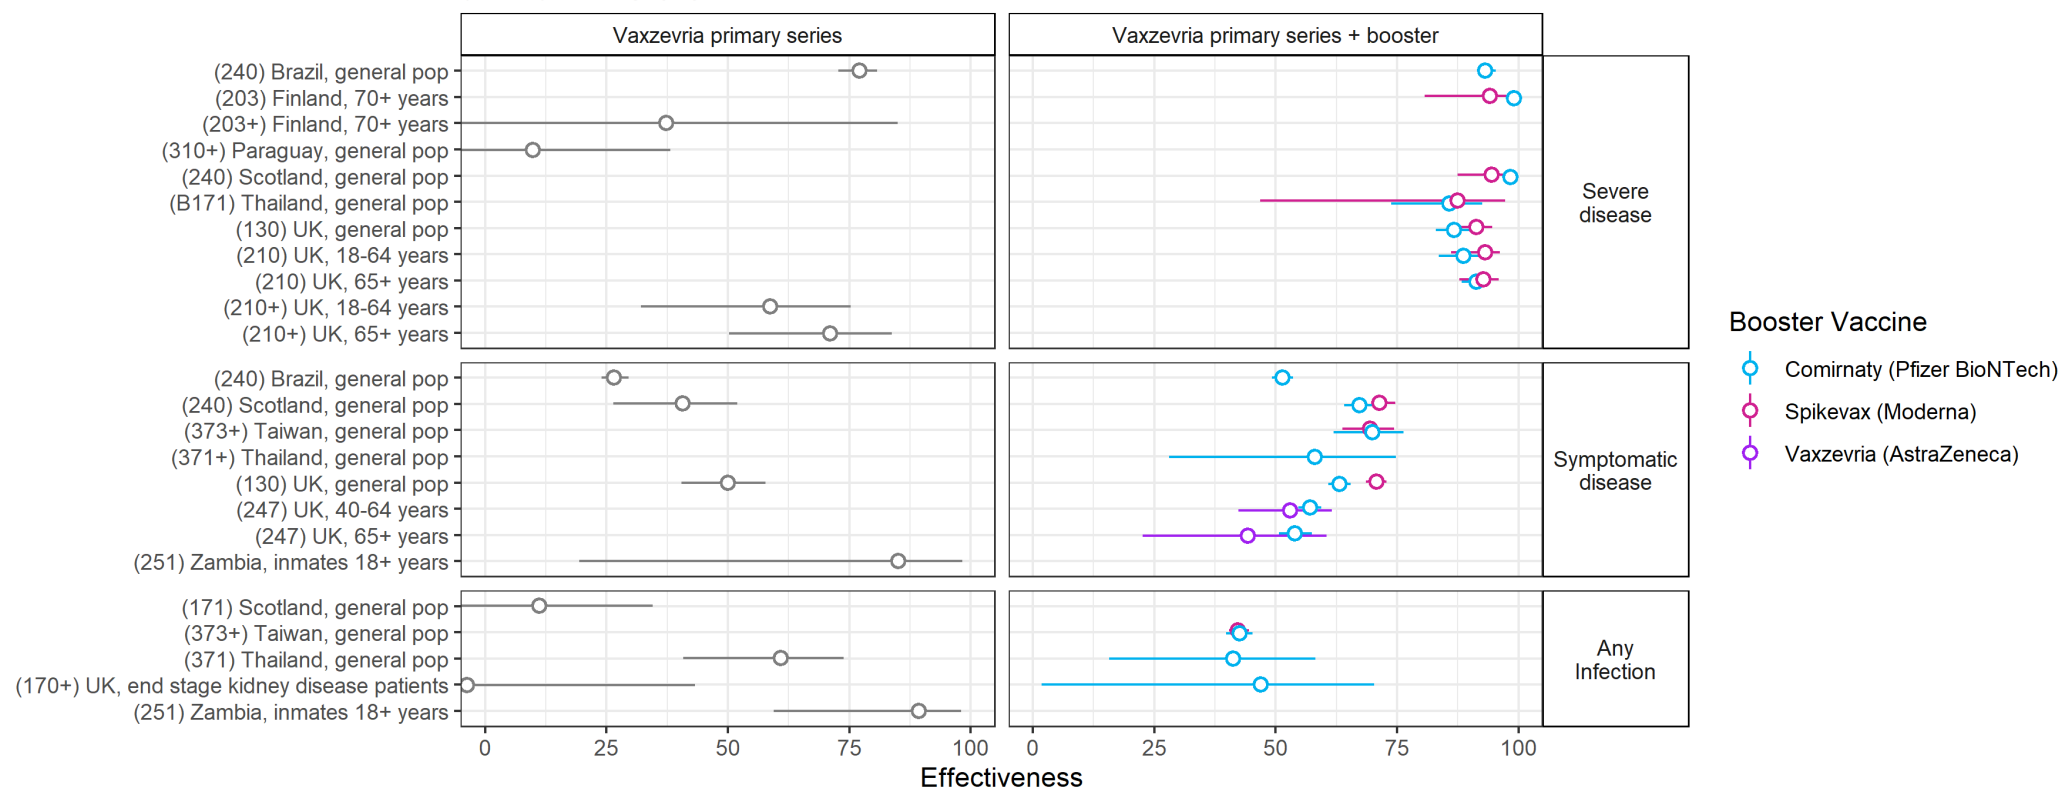 Vaxzevria primary series
Vaxzevria primary series + booster
(240) Brazil, general pop
(203) Finland, 70+ years
(203+) Finland, 70+ years
(310+) Paraguay, general pop
(240) Scotland, general pop
(B171) Thailand, general pop
(130) UK, general pop
(210) UK, 18-64 years
(210) UK, 65+ years
(210+) UK, 18-64 years
(210+) UK, 65+ years
Severe
disease
(240) Brazil, general pop
(240) Scotland, general pop
(373+) Taiwan, general pop
(371+) Thailand, general pop
(130) UK, general pop
(247) UK, 40-64 years
(247) UK, 65+ years
(251) Zambia, inmates 18+ years
Symptomatic
disease
(171) Scotland, general pop
(373+) Taiwan, general pop
(371) Thailand, general pop
(170+) UK, end stage kidney disease patients
(251) Zambia, inmates 18+ years
Any
Infection
0 25 50 75 100
0 25 50 75 100
Effectiveness
Booster Vaccine
Comirnaty (Pfizer BioNTech)
Spikevax (Moderna)
Vaxzevria (AstraZeneca)